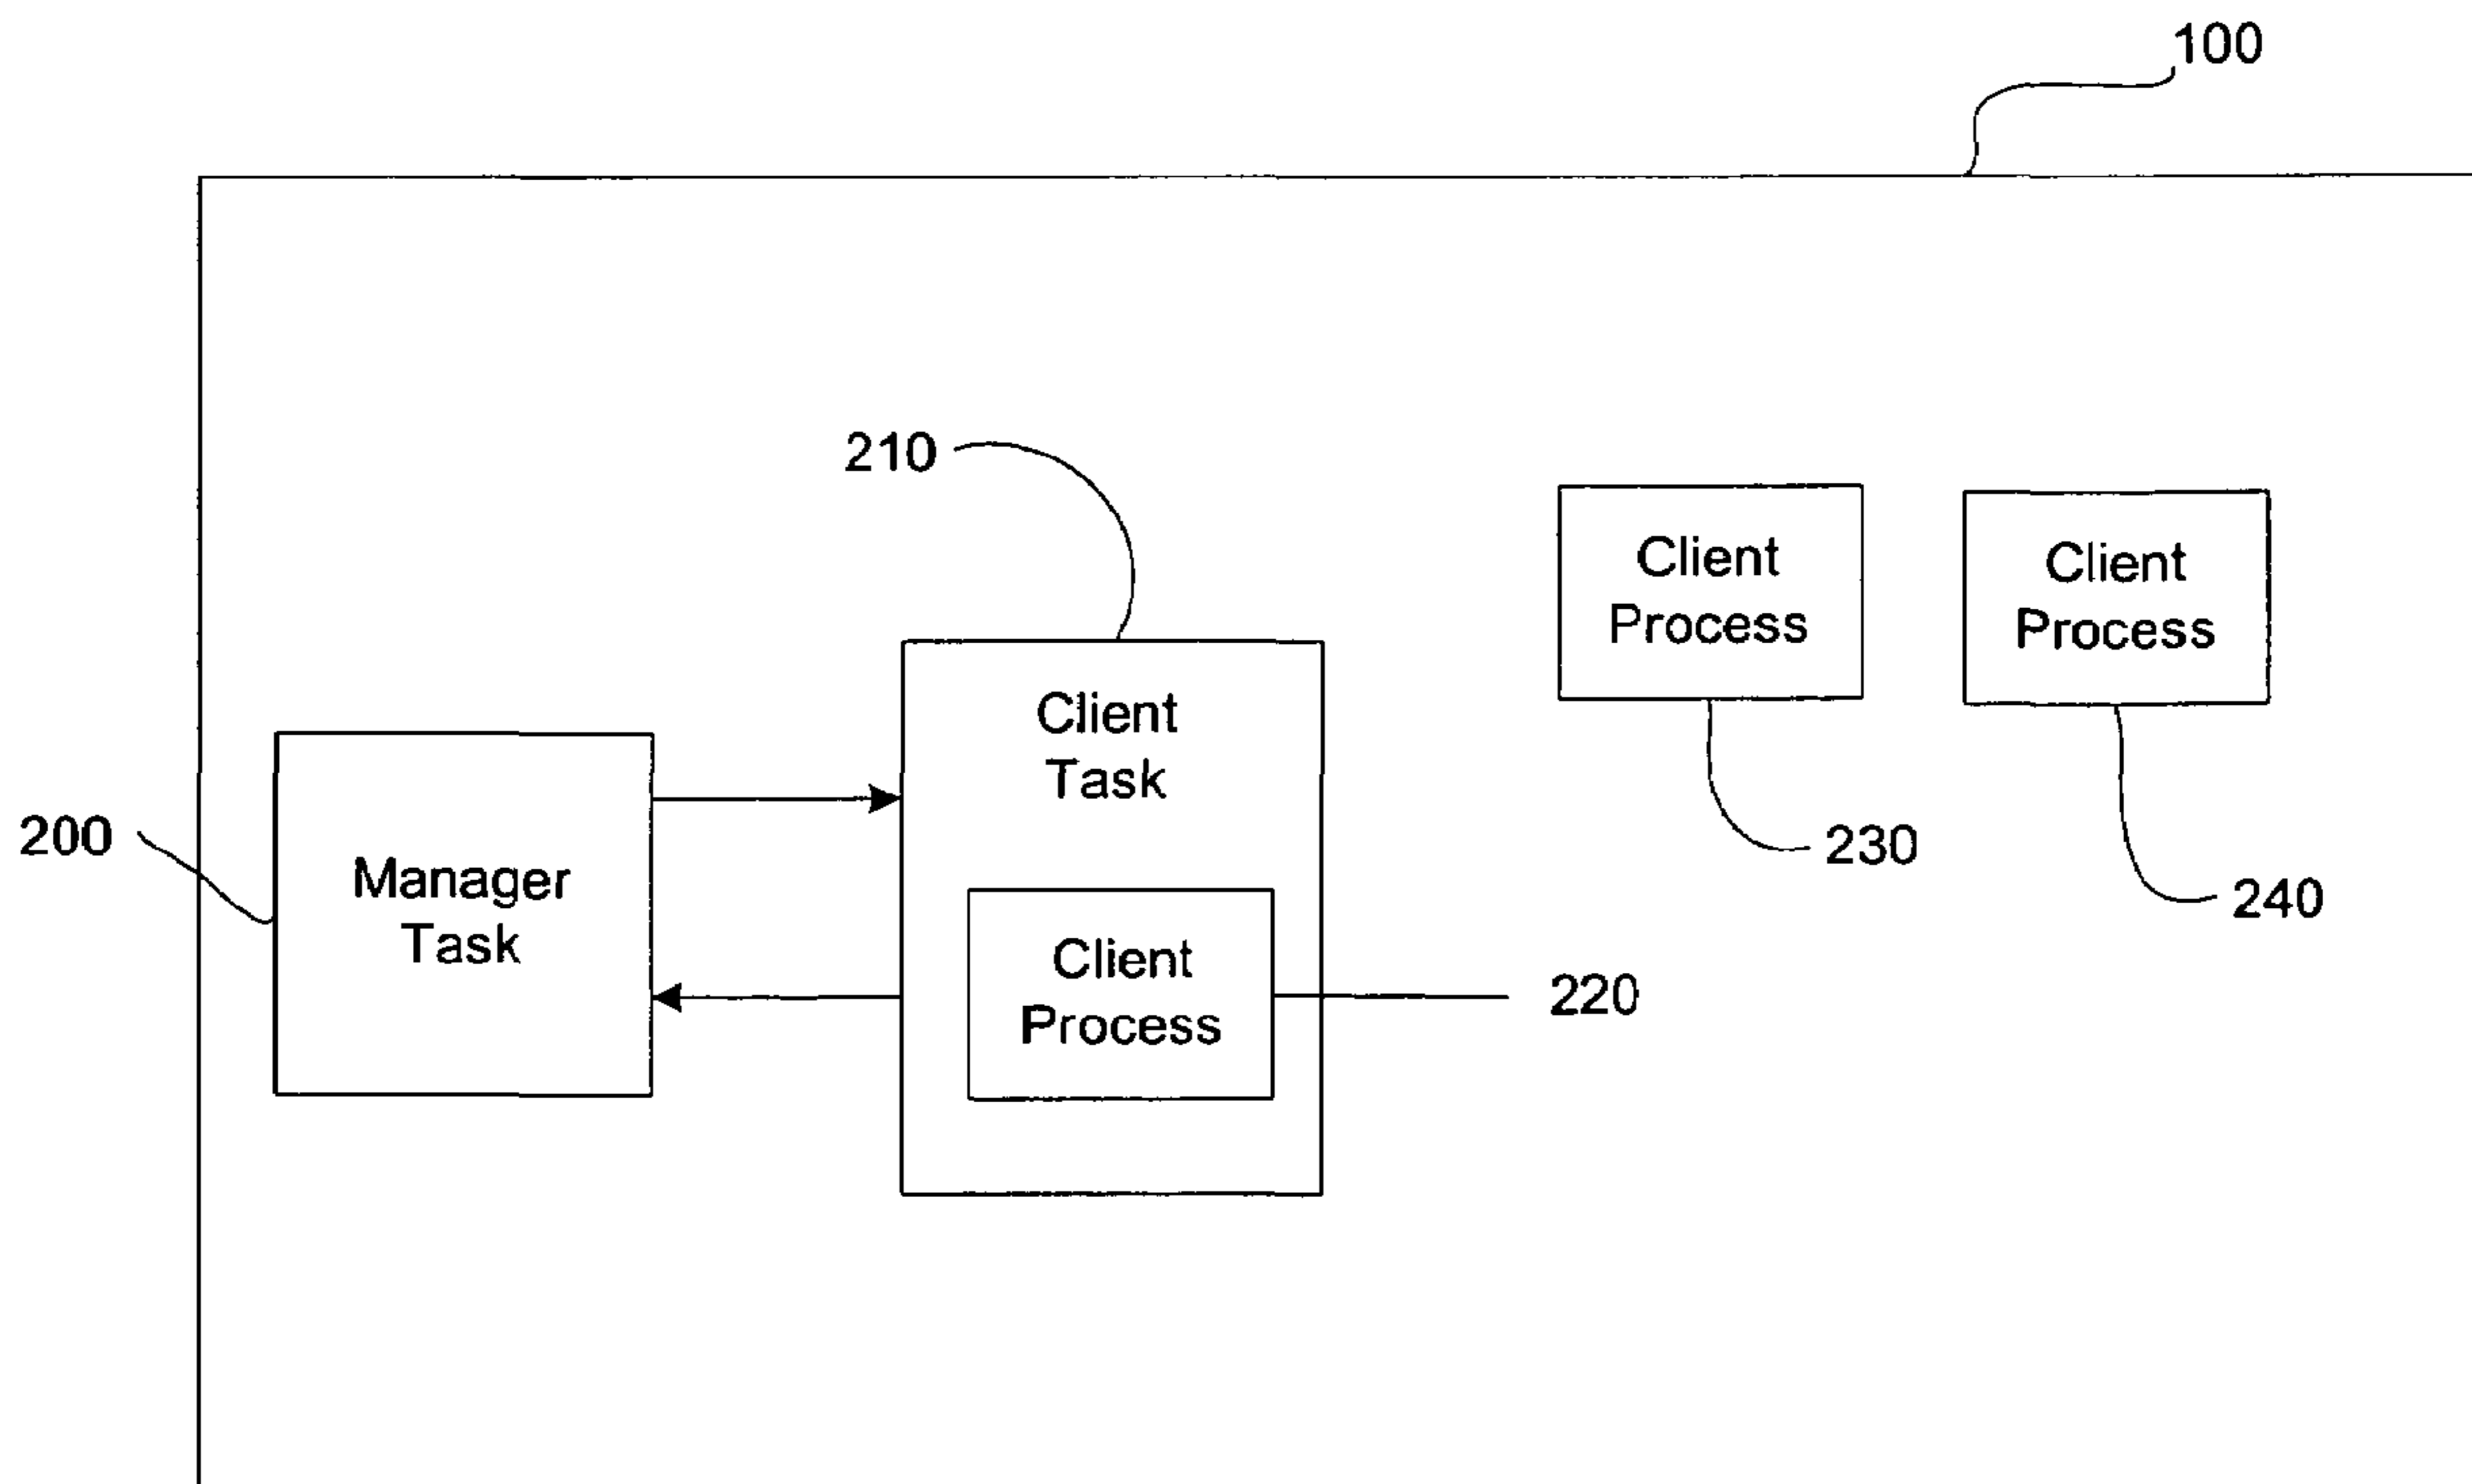 100
210
Client
Process
Client
Process
Client
Task
230
200
Manager
Task
240
Client
Process
220